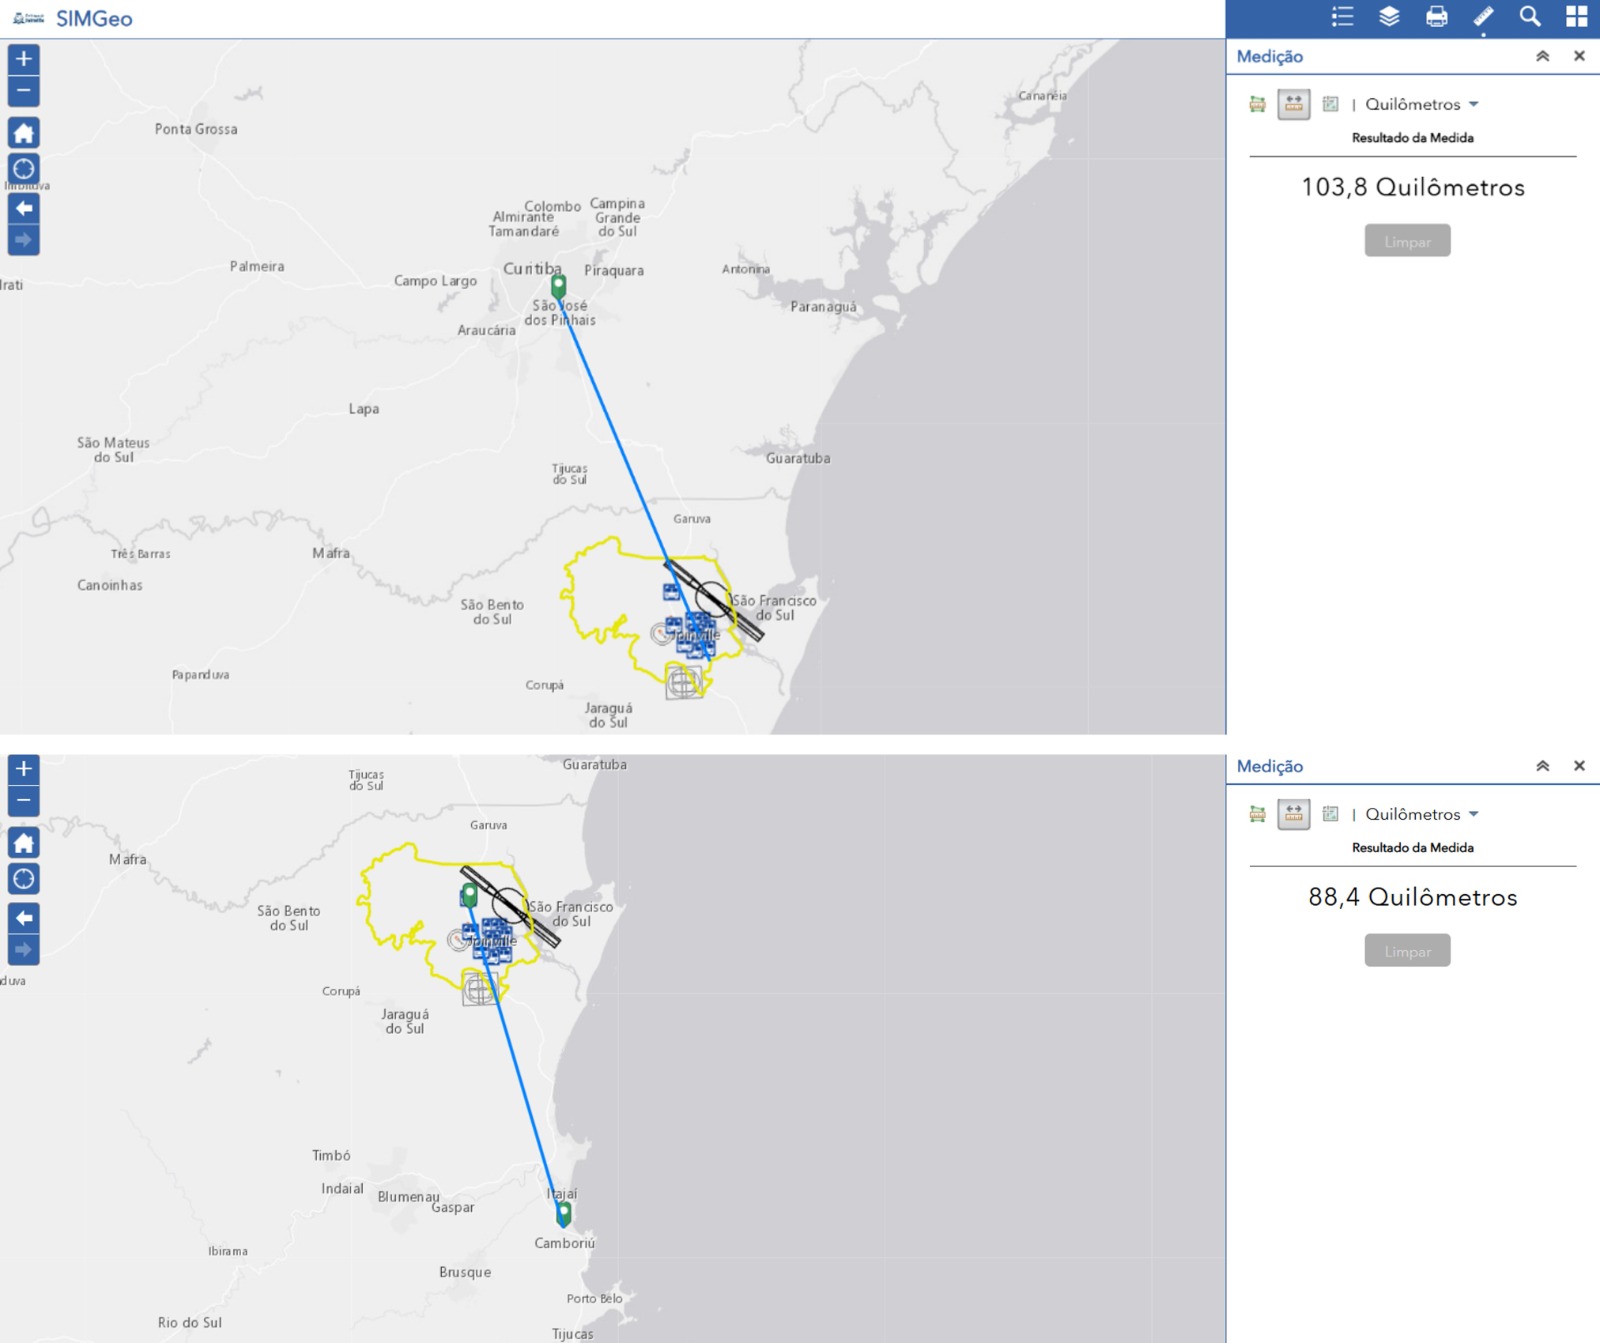 SIMGeo
Medição
Quilômetros
Resultado da Medida
103,8 Quilômetros
Limpar
Cananéia
Ponta Grossa
Imbituva
Colombo
Campina
Grande
do Sul
Almirante
Tamandaré
Palmeira
Curitiba
Piraquara
Antonina
Campo Largo
Irati
São José
dos Pinhais
Paranaguá
Araucária
Lapa
São Mateus
do Sul
Guaratuba
Tijucas
do Sul
Garuva
Três Barras
Mafra
Canoinhas
São Bento
do Sul
São Francisco
do Sul
Joinville
Papanduva
Corupá
Jaraguá
do Sul
Guaratuba
Medição
Tijucas
do Sul
Quilômetros
Resultado da Medida
88,4 Quilômetros
Limpar
Garuva
Mafra
São Bento
do Sul
São Francisco
do Sul
Joinville
duva
Corupá
Jaraguá
do Sul
Timbó
Indaial
Blumenau
Gaspar
Itajaí
Camboriú
Ibirama
Brusque
Porto Belo
Rio do Sul
Tijucas